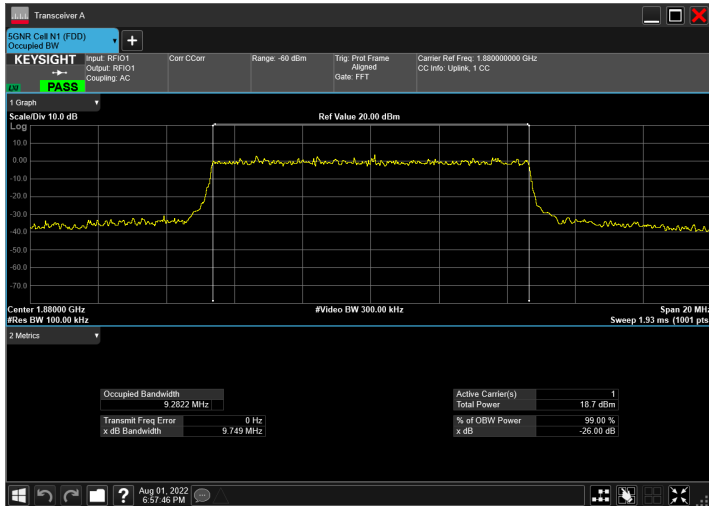 Transceiver A
5GNR Cell N1 (FDD)
Occupied BW
KEYSIGHT
LXI
PASS
Input: RFIO1
Output: RFIO1
Coupling: AC
Corr CCorr
Range: -60 dBm
Trig: Prot Frame
Aligned
Gate: FFT
Carrier Ref Freq: 1.880000000 GHz
CC Info: Uplink, 1 CC
1 Graph
Scale/Div 10.0 dB
Ref Value 20.00 dBm
Log
10.0
0.00
-10.0
-20.0
-30.0
-40.0
-50.0
-60.0
-70.0
Center 1.88000 GHz
#Video BW 300.00 kHz
Span 20 MHz
#Res BW 100.00 kHz
Sweep 1.93 ms (1001 pts
2 Metrics
Occupied Bandwidth
9.2822 MHz
Transmit Freq Error 0 Hz
x dB Bandwidth 9.749 MHz
Active Carrier(s) 1
Total Power 18.7 dBm
% of OBW Power 99.00 %
x dB -26.00 dB
?
Aug 01, 2022
6:57:46 PM